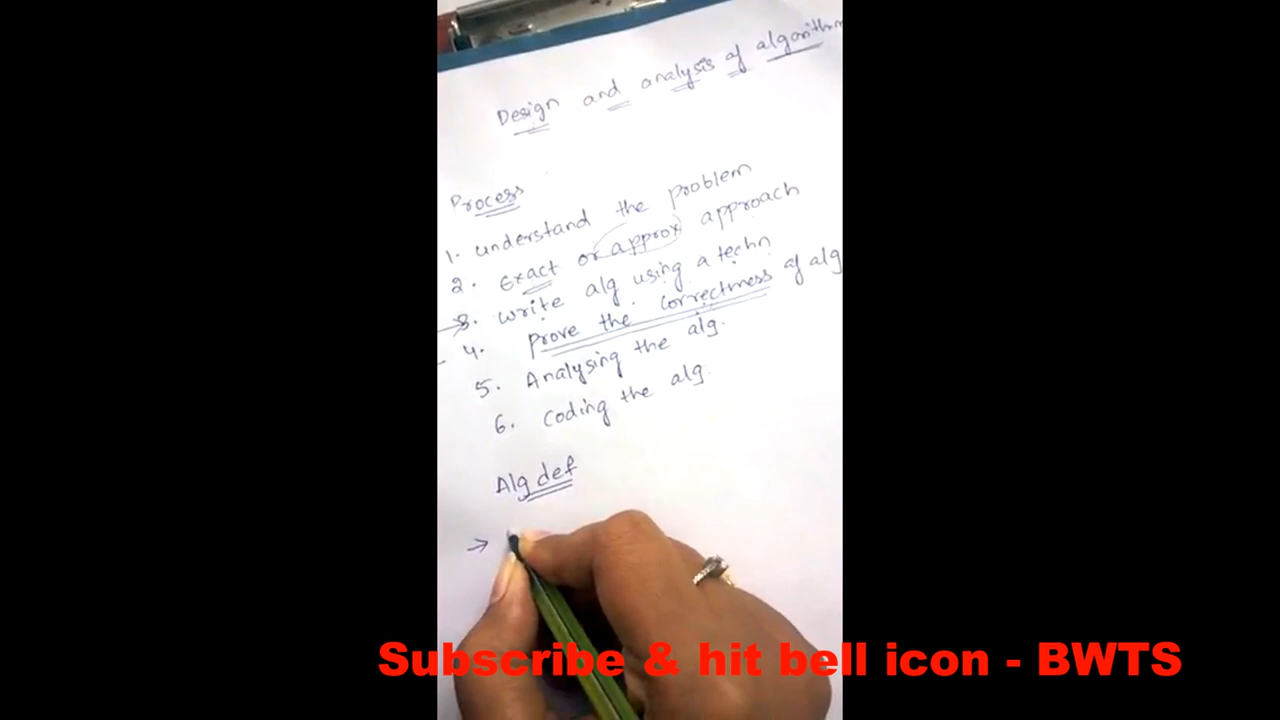 Design and analysis of algorithm
Process
1. understand the problem
2. Exact or approx approach
3. write alg using a techn
4. Prove the correctness of alg
5. Analysing the alg.
6. Coding the alg.
Alg def
→
Subscribe & hit bell icon - BWTS